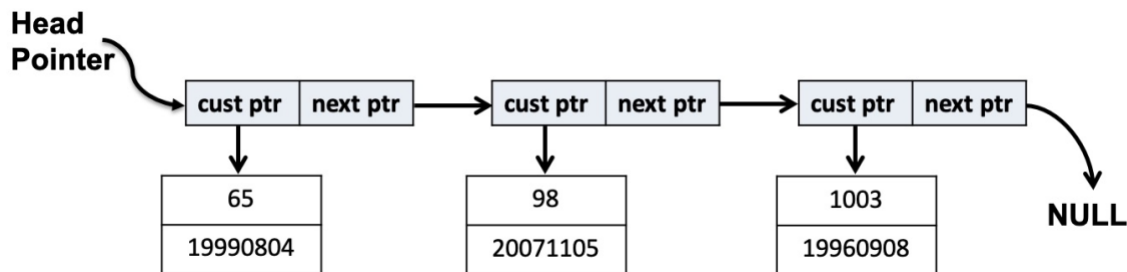 Head
Pointer
cust ptr next ptr cust ptr next ptr cust ptr next ptr
65 98 1003
NULL
19990804 20071105 19960908